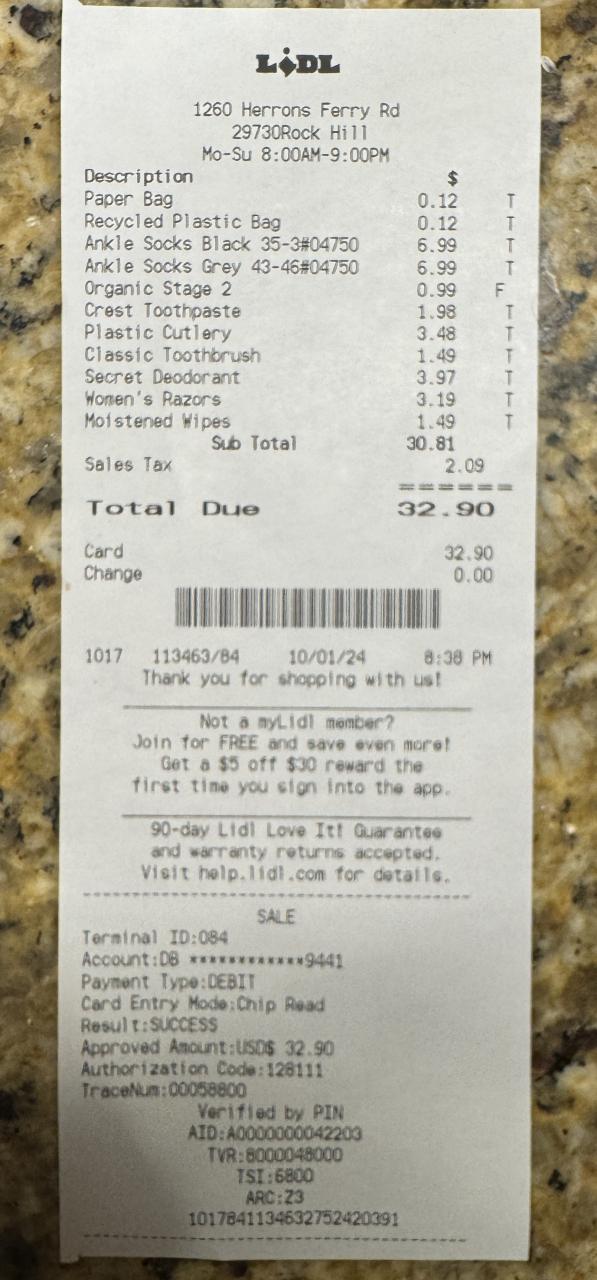 LIDL
1260 Herrons Ferry Rd
29730Rock Hill
Mo-Su 8:00AM-9:00PM
Description $
Paper Bag 0.12 T
Recycled Plastic Bag 0.12 T
Ankle Socks Black 35-3#04750 6.99 T
Ankle Socks Grey 43-46#04750 6.99 T
Organic Stage 2 0.99 F
Crest Toothpaste 1.98 T
Plastic Cutlery 3.48 T
Classic Toothbrush 1.49 T
Secret Deodorant 3.97 T
Women's Razors 3.19 T
Moistened Wipes 1.49 T
Sub Total 30.81
Sales Tax 2.09
======
Total Due 32.90
Card 32.90
Change 0.00
1017 113463/84 10/01/24 8:38 PM
Thank you for shopping with us!
Not a myLidl member?
Join for FREE and save even more!
Get a $5 off $30 reward the
first time you sign into the app.
90-day Lidl Love It! Guarantee
and warranty returns accepted.
Visit help.lidl.com for details.
SALE
Terminal ID:084
Account:DB ************9441
Payment Type:DEBIT
Card Entry Mode:Chip Read
Result:SUCCESS
Approved Amount:USD$ 32.90
Authorization Code:128111
TraceNum:00058800
Verified by PIN
AID:A0000000042203
TVR:8000048000
TSI:6800
ARC:Z3
1017841134632752420391